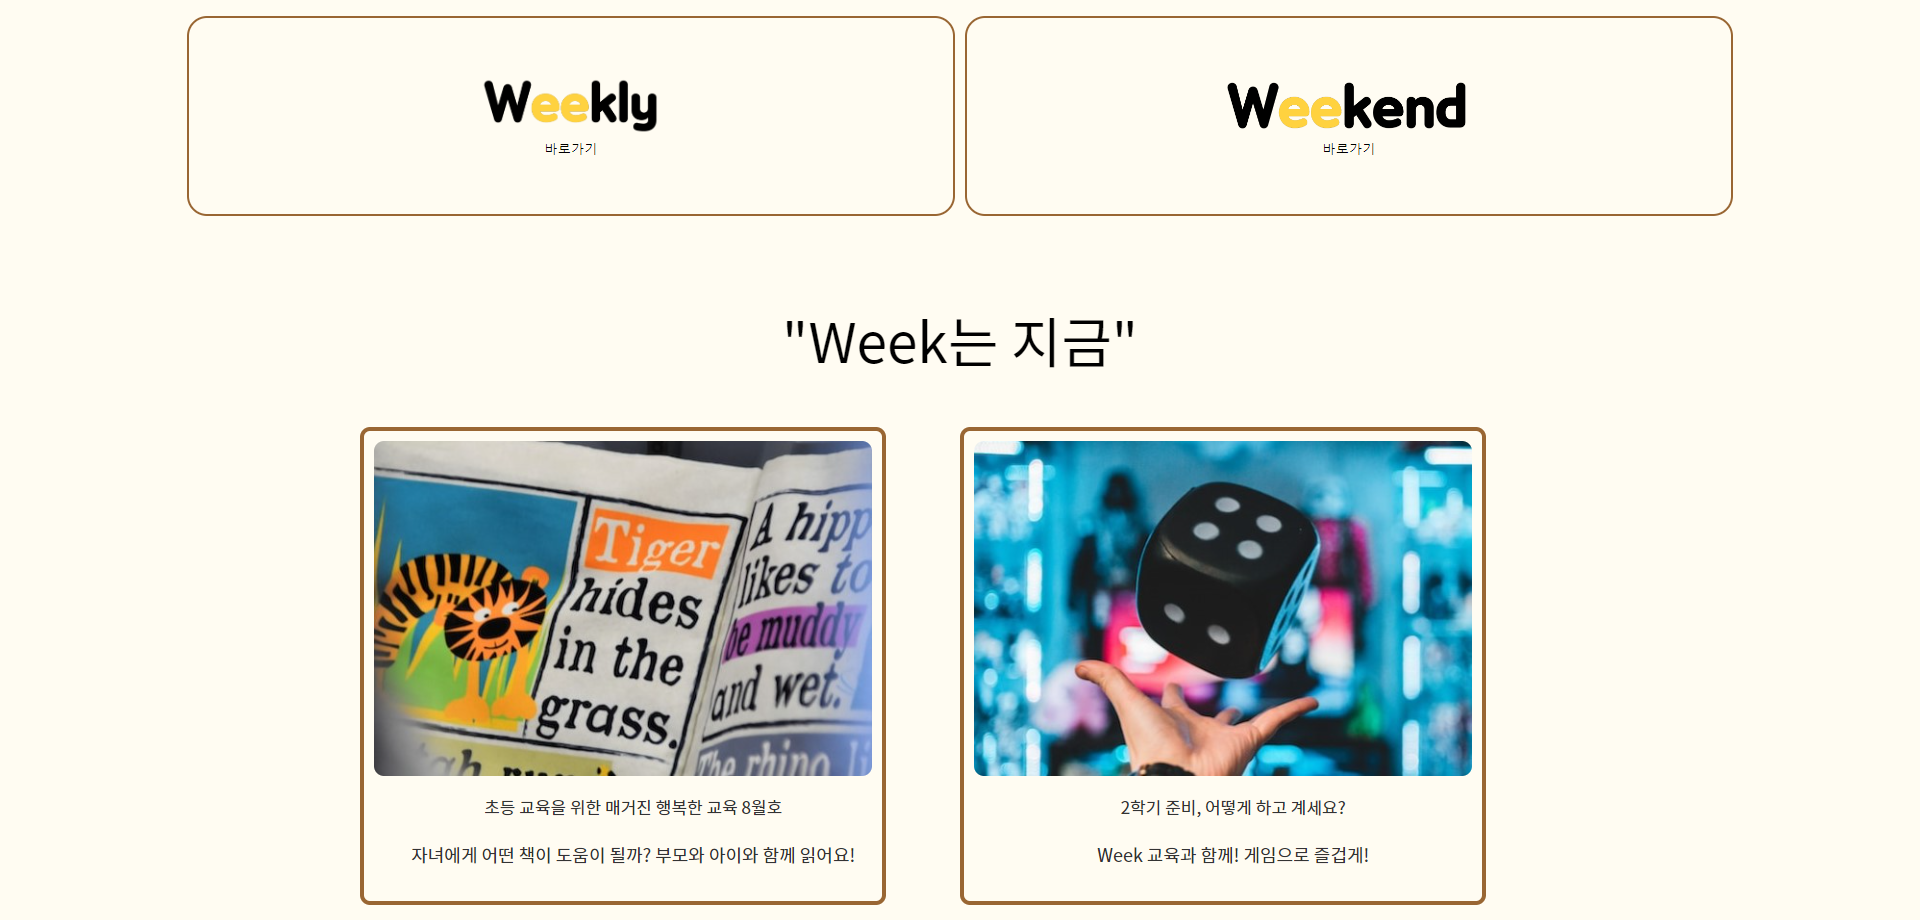 Weekly
바로가기
Weekend
바로가기
"Week는 지금"
Tiger
hides
in the
grass.
A hipp
likes to
be muddy
and wet.
The rhino li
초등 교육을 위한 매거진 행복한 교육 8월호
자녀에게 어떤 책이 도움이 될까? 부모와 아이와 함께 읽어요!
2학기 준비, 어떻게 하고 계세요?
Week 교육과 함께! 게임으로 즐겁게!